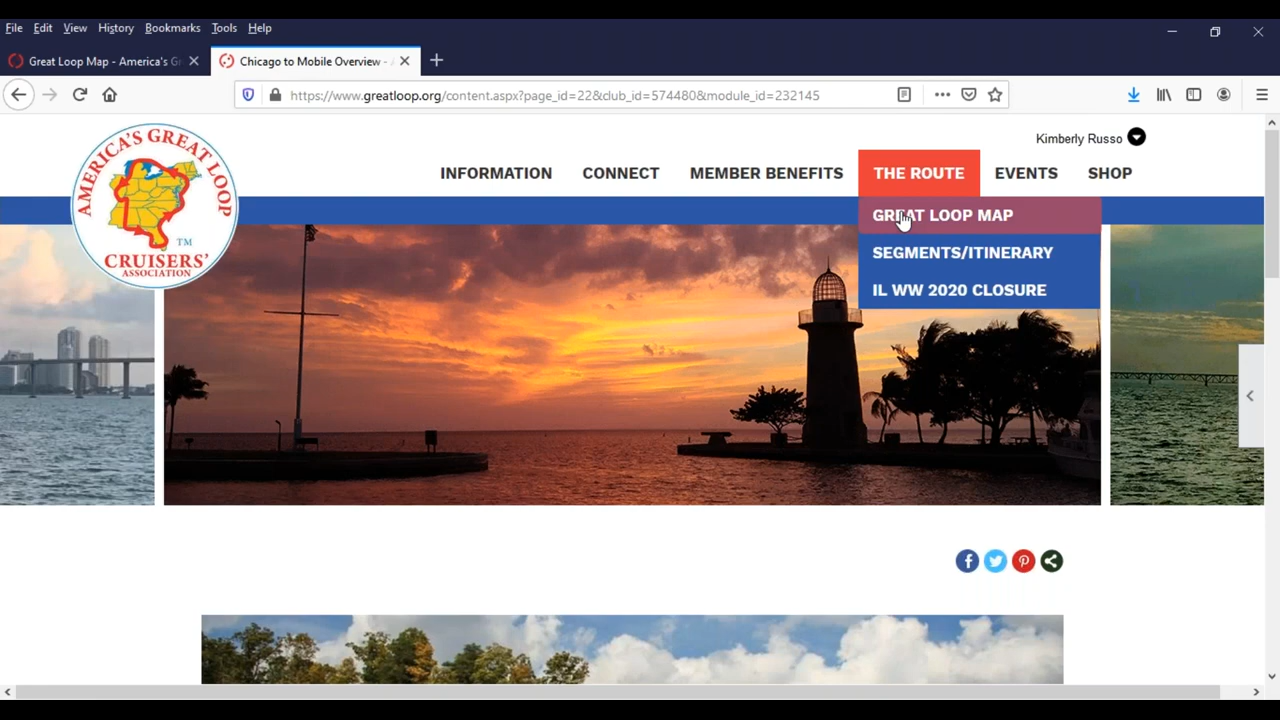 File Edit View History Bookmarks Tools Help
Great Loop Map - America's Gr
Chicago to Mobile Overview -
https://www.greatloop.org/content.aspx?page_id=22&club_id=574480&module_id=232145
Kimberly Russo
AMERICA'S GREAT LOOP
TM
CRUISERS'
ASSOCIATION
INFORMATION CONNECT MEMBER BENEFITS THE ROUTE EVENTS SHOP
GREAT LOOP MAP
SEGMENTS/ITINERARY
IL WW 2020 CLOSURE